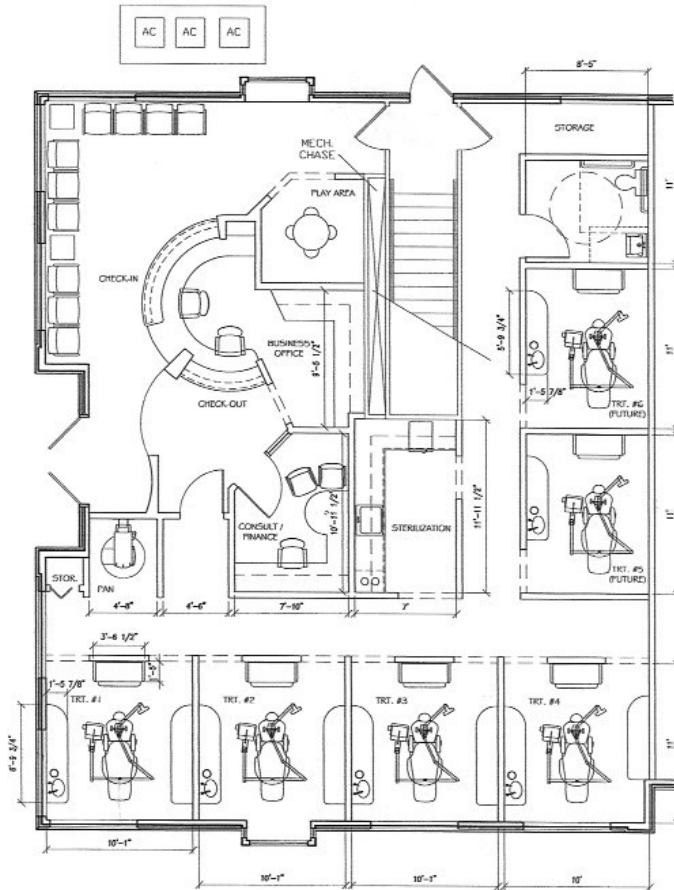 AC AC AC
8'-5"
STORAGE
MECH.
CHASE
11'
PLAY AREA
CHECK-IN
5'-9 3/4"
11'
BUSINESS
OFFICE
9'-6 1/2"
1'-5 7/8"
TRT. #6
(FUTURE)
CHECK-OUT
10'-11 1/2"
11'-11 1/2"
11'
CONSULT /
FINANCE
STERILIZATION
STOR.
PAN
TRT. #5
(FUTURE)
4'-8"
4'-6"
7'-10"
7'
3'-6 1/2"
1'-5"
1'-5 7/8"
TRT. #1
TRT. #2
TRT. #3
TRT. #4
6'-9 3/4"
11'
10'-1"
10'-1"
10'-1"
10'